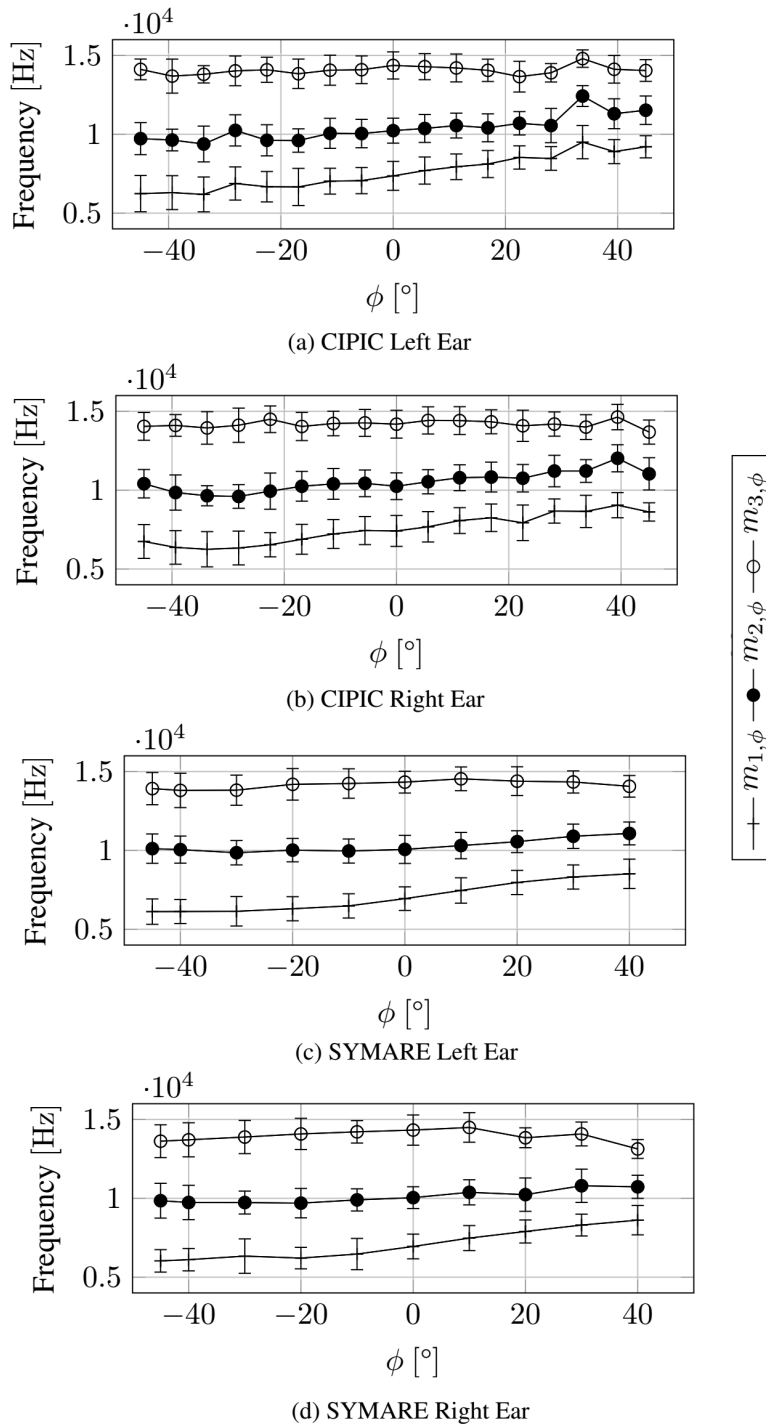 ·10⁴
1.5
1
0.5
Frequency [Hz]
−40 −20 0 20 40
ϕ [°]
(a) CIPIC Left Ear
·10⁴
1.5
1
0.5
Frequency [Hz]
−40 −20 0 20 40
ϕ [°]
(b) CIPIC Right Ear
·10⁴
1.5
1
0.5
Frequency [Hz]
−40 −20 0 20 40
ϕ [°]
(c) SYMARE Left Ear
·10⁴
1.5
1
0.5
Frequency [Hz]
−40 −20 0 20 40
ϕ [°]
(d) SYMARE Right Ear
m₁,ϕ m₂,ϕ m₃,ϕ